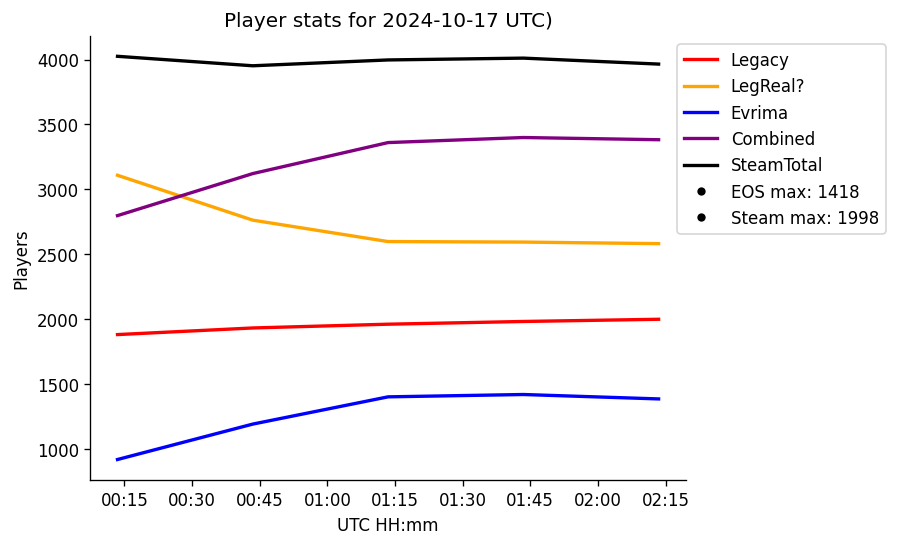 Player stats for 2024-10-17 UTC)
Players
4000
3500
3000
2500
2000
1500
1000
00:15 00:30 00:45 01:00 01:15 01:30 01:45 02:00 02:15
UTC HH:mm
Legacy
LegReal?
Evrima
Combined
SteamTotal
EOS max: 1418
Steam max: 1998